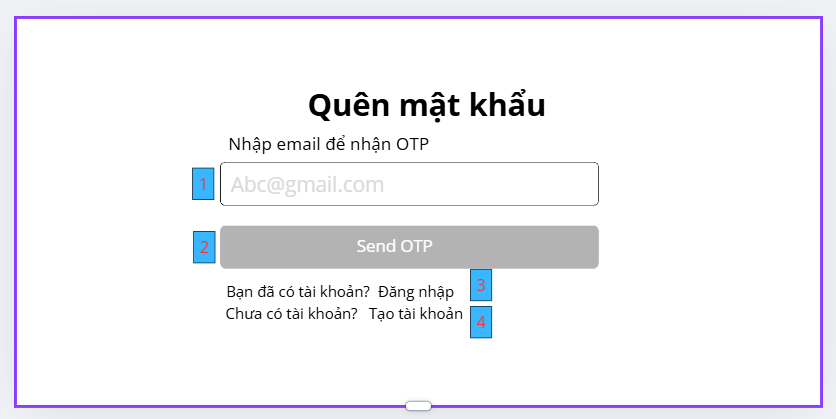 Quên mật khẩu
Nhập email để nhận OTP
1
Abc@gmail.com
2
Send OTP
Bạn đã có tài khoản? Đăng nhập
3
Chưa có tài khoản? Tạo tài khoản
4